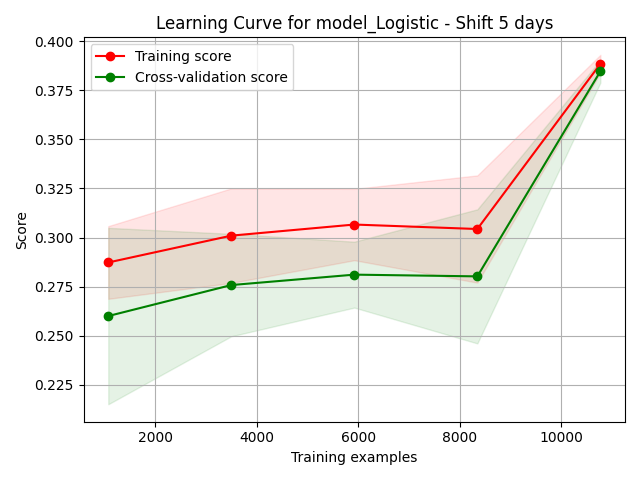 Learning Curve for model_Logistic - Shift 5 days
Training score
Cross-validation score
Score
0.400
0.375
0.350
0.325
0.300
0.275
0.250
0.225
2000 4000 6000 8000 10000
Training examples